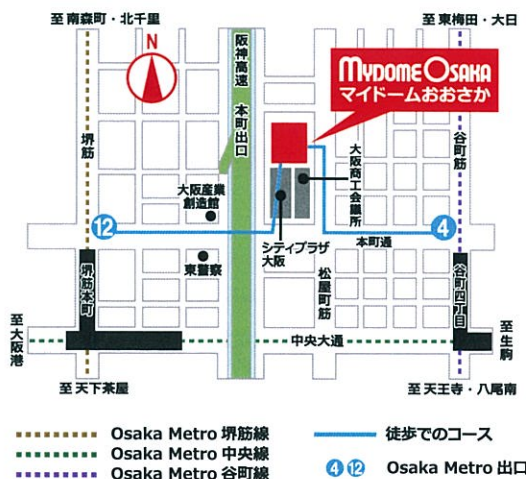 至 南森町・北千里
至 東梅田・大日
N
阪神高速 本町出口
MYDOME OSAKA
マイドームおおさか
堺筋
谷町筋
大阪産業
創造館
大阪商工会議所
12
4
シティプラザ
大阪
本町通
東警察
松屋町筋
堺筋本町
谷町四丁目
至 大阪港
中央大通
至 生駒
至 天下茶屋
至 天王寺・八尾南
Osaka Metro 堺筋線
徒歩でのコース
Osaka Metro 中央線
Osaka Metro 谷町線
4 12 Osaka Metro 出口